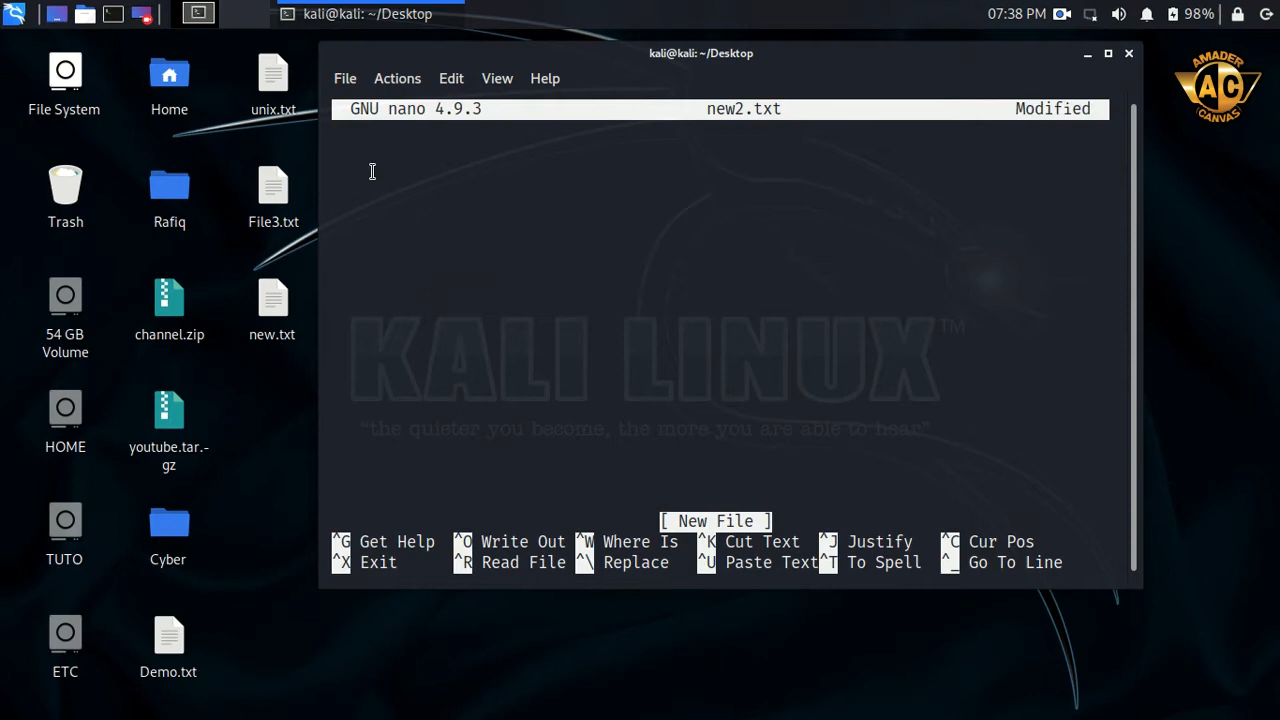 kali@kali: ~/Desktop
07:38 PM
98%
kali@kali: ~/Desktop
File Actions Edit View Help
GNU nano 4.9.3 new2.txt Modified
KALI LINUX™
“the quieter you become, the more you are able to hear”
[ New File ]
^G Get Help ^O Write Out ^W Where Is ^K Cut Text ^J Justify ^C Cur Pos
^X Exit ^R Read File ^\ Replace ^U Paste Text^T To Spell ^_ Go To Line
File System
Home
unix.txt
Trash
Rafiq
File3.txt
54 GB
Volume
channel.zip
new.txt
HOME
youtube.tar.-
gz
TUTO
Cyber
ETC
Demo.txt
AMADER
AC
CANVAS